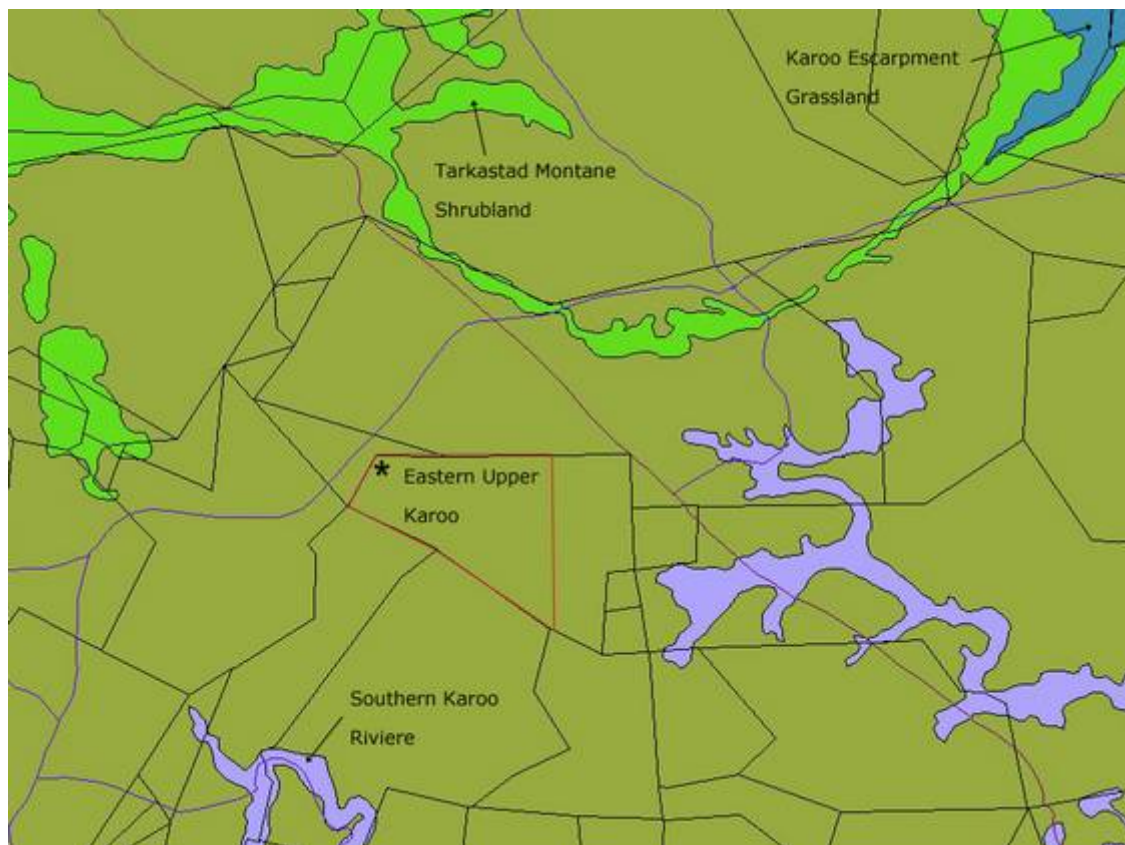 Karoo Escarpment
Grassland
Tarkastad Montane
Shrubland
* Eastern Upper
Karoo
Southern Karoo
Riviere